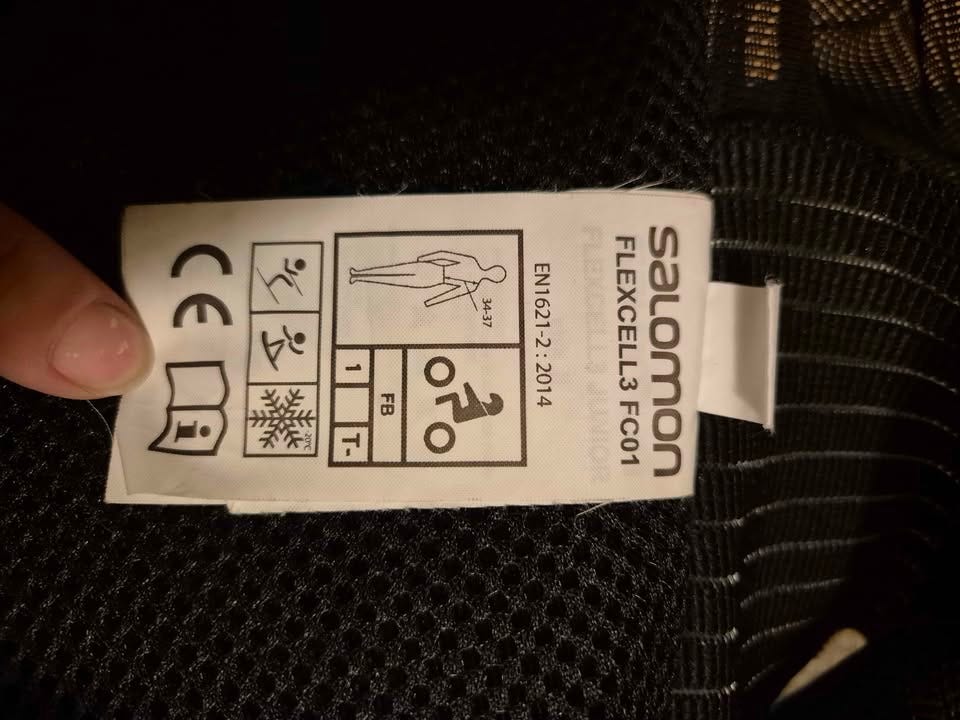 SALOMON
FLEXCELL3 FC01
EN1621-2 : 2014
34-37
FB
1
T-
-20°C
CE
i